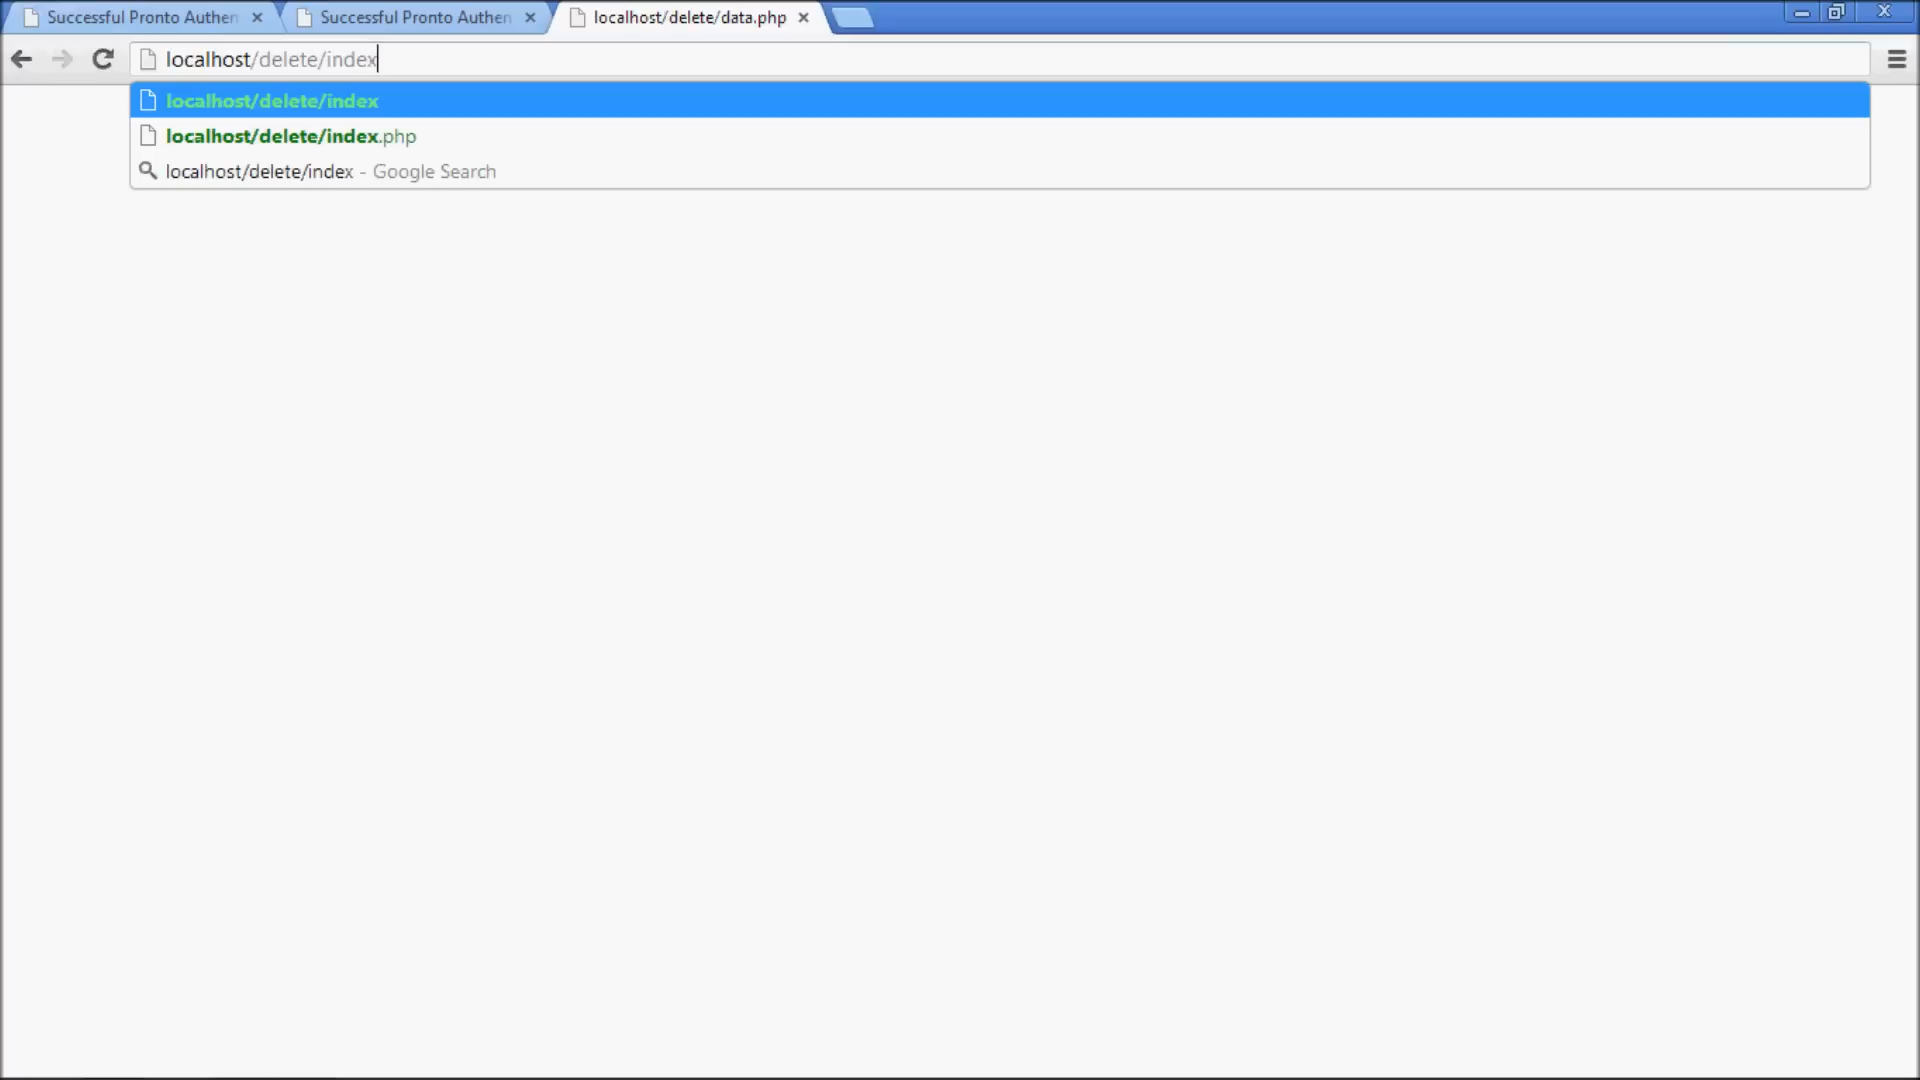 Successful Pronto Authen
Successful Pronto Authen
localhost/delete/data.php
localhost/delete/index
localhost/delete/index
localhost/delete/index.php
localhost/delete/index - Google Search